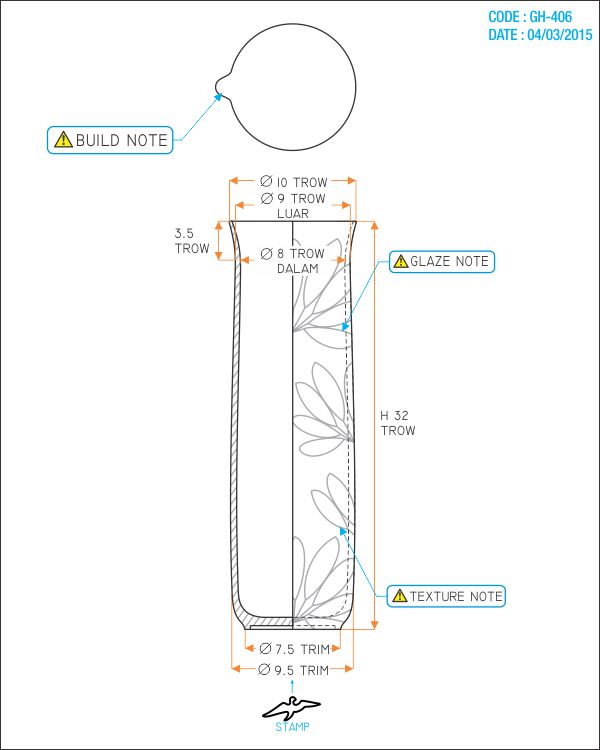 CODE : GH-406
DATE : 04/03/2015
BUILD NOTE
Ø 10 TROW
Ø 9 TROW
LUAR
3.5
TROW
Ø 8 TROW
DALAM
GLAZE NOTE
H 32
TROW
TEXTURE NOTE
Ø 7.5 TRIM
Ø 9.5 TRIM
STAMP